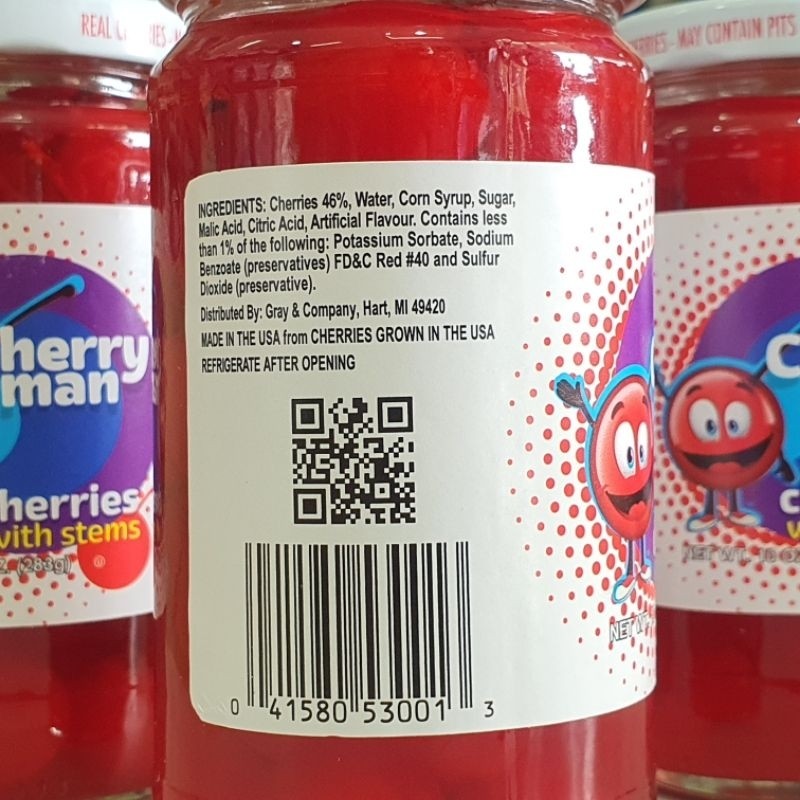 REAL
CHERRIES - MAY CONTAIN PITS
INGREDIENTS: Cherries 46%, Water, Corn Syrup, Sugar,
Malic Acid, Citric Acid, Artificial Flavour. Contains less
than 1% of the following: Potassium Sorbate, Sodium
Benzoate (preservatives) FD&C Red #40 and Sulfur
Dioxide (preservative).
Distributed By: Gray & Company, Hart, MI 49420
MADE IN THE USA from CHERRIES GROWN IN THE USA
REFRIGERATE AFTER OPENING
0 41580 53001 3
herry
man
herries
with stems
Z. (283g)
NET W
C
C
NET WT. 10 OZ